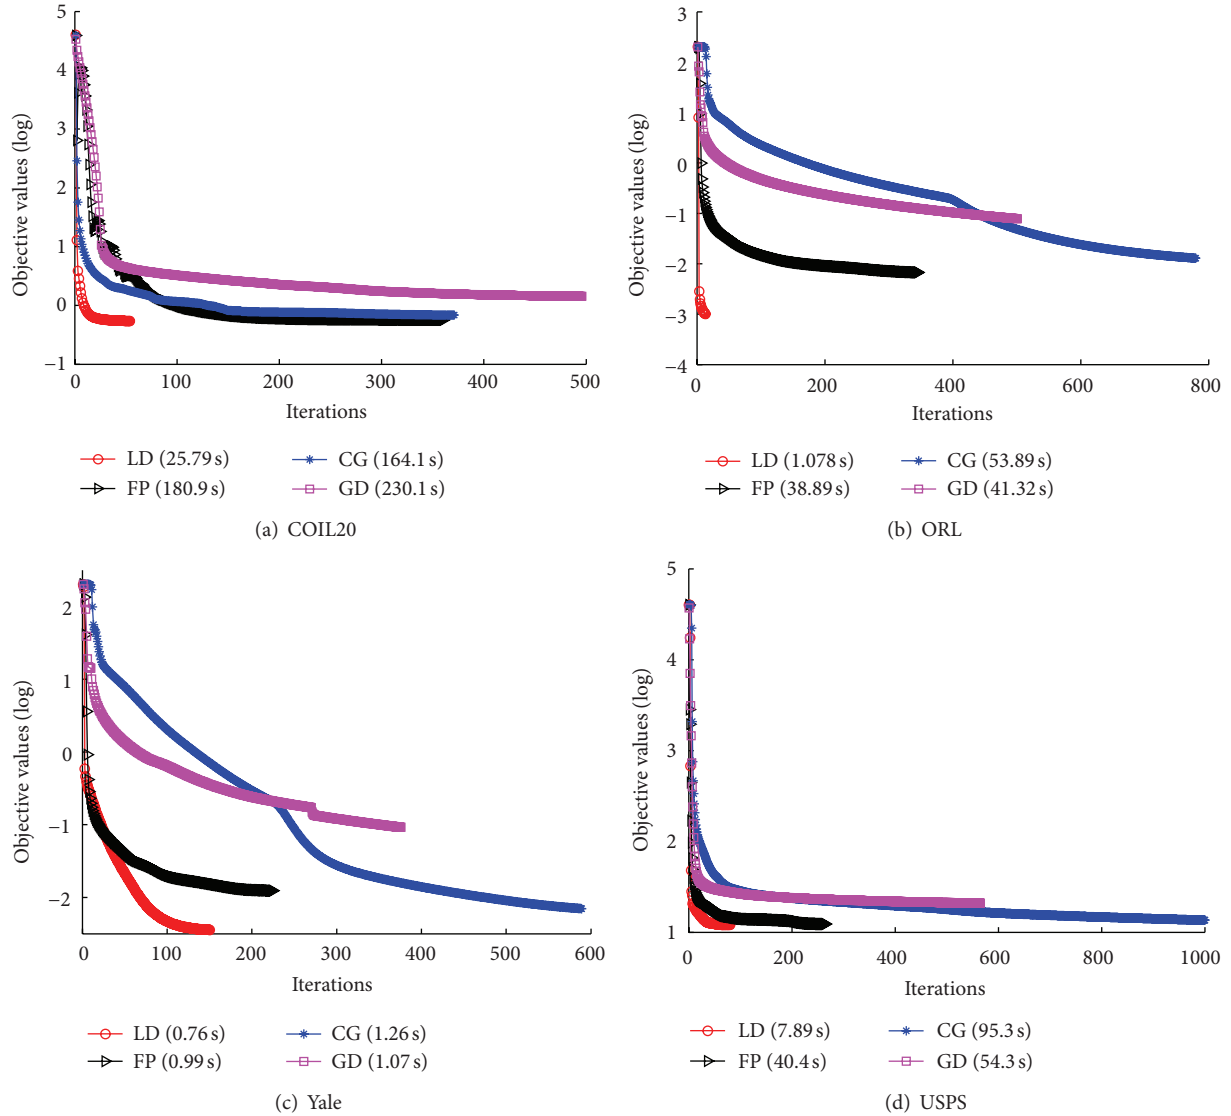 5
4
3
2
1
0
−1
Objective values (log)
0
100
200
300
400
500
Iterations
LD (25.79 s)
CG (164.1 s)
FP (180.9 s)
GD (230.1 s)
(a) COIL20
3
2
1
0
−1
−2
−3
−4
Objective values (log)
0
200
400
600
800
Iterations
LD (1.078 s)
CG (53.89 s)
FP (38.89 s)
GD (41.32 s)
(b) ORL
2
1
0
−1
−2
Objective values (log)
0
100
200
300
400
500
600
Iterations
LD (0.76 s)
CG (1.26 s)
FP (0.99 s)
GD (1.07 s)
(c) Yale
5
4
3
2
1
Objective values (log)
0
200
400
600
800
1000
Iterations
LD (7.89 s)
CG (95.3 s)
FP (40.4 s)
GD (54.3 s)
(d) USPS